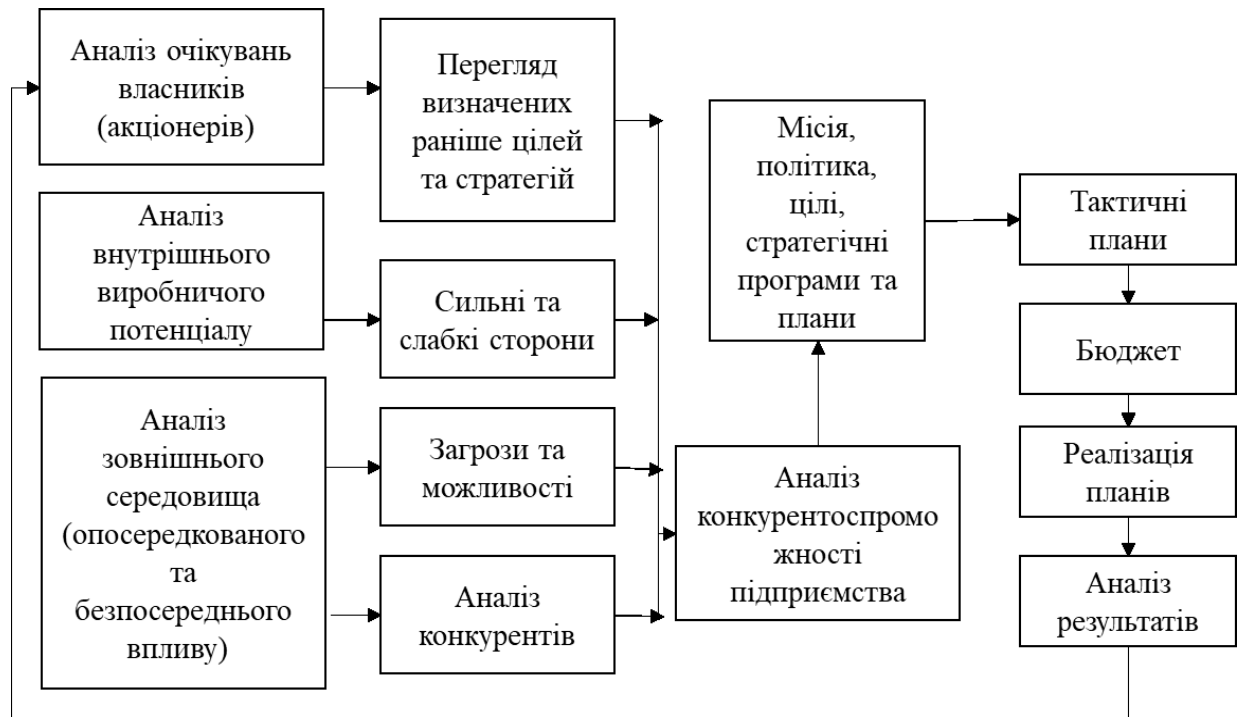 Аналіз очікувань
власників
(акціонерів)
Аналіз
внутрішнього
виробничого
потенціалу
Аналіз
зовнішнього
середовища
(опосередкованого
та
безпосереднього
впливу)
Перегляд
визначених
раніше цілей
та стратегій
Сильні та
слабкі сторони
Загрози та
можливості
Аналіз
конкурентів
Місія,
політика,
цілі,
стратегічні
програми та
плани
Аналіз
конкурентоспромо
жності
підприємства
Тактичні
плани
Бюджет
Реалізація
планів
Аналіз
результатів